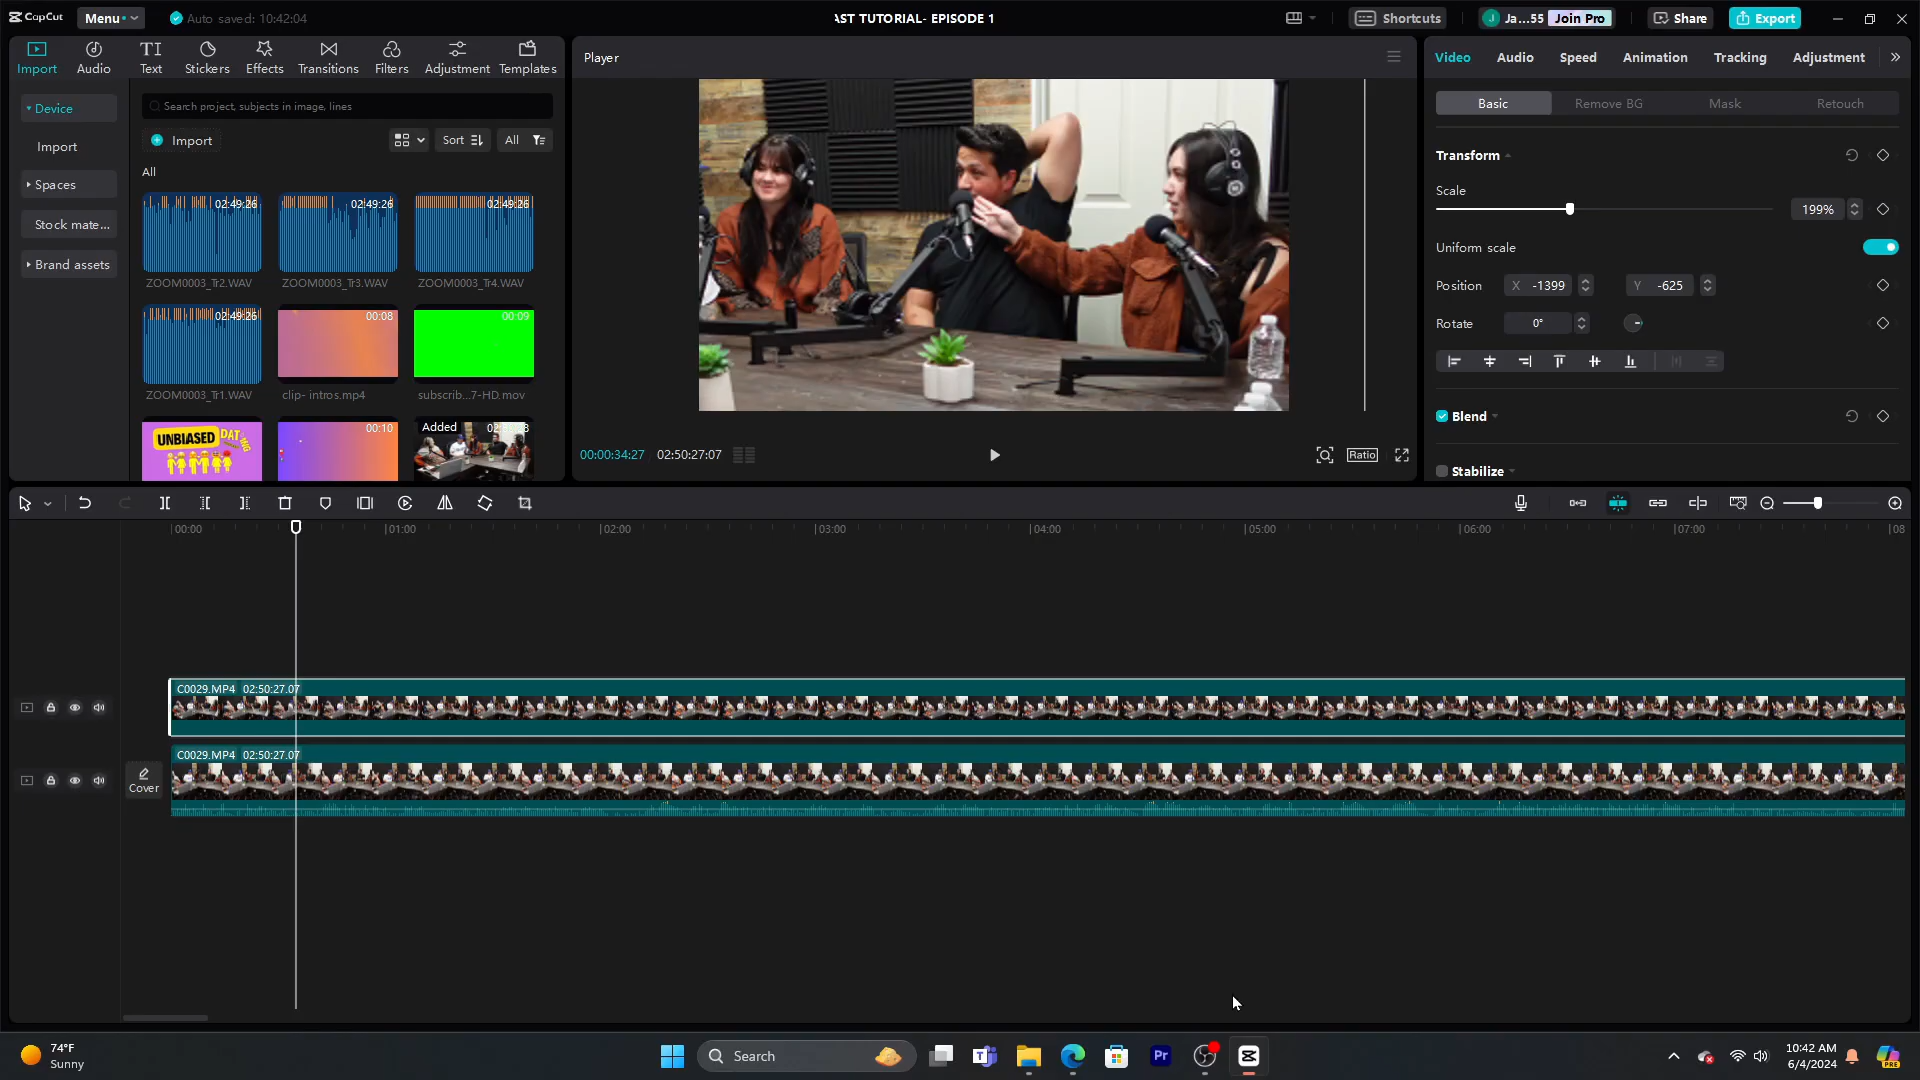 CapCut
Menu
Auto saved: 10:42:04
AST TUTORIAL- EPISODE 1
Shortcuts
J
Ja...55
Join Pro
Share
Export
Import
Audio
TI
Text
Stickers
Effects
Transitions
Filters
Adjustment
Templates
Device
Import
Spaces
Stock mate...
Brand assets
Search project, subjects in image, lines
Import
Sort
All
All
02:49:26
02:49:26
02:49:26
ZOOM0003_Tr2.WAV
ZOOM0003_Tr3.WAV
ZOOM0003_Tr4.WAV
02:49:26
00:08
00:09
ZOOM0003_Tr1.WAV
clip- intros.mp4
subscrib...7-HD.mov
UNBIASED
00:10
Added
Player
00:00:34:27
02:50:27:07
Ratio
Video
Audio
Speed
Animation
Tracking
Adjustment
Basic
Remove BG
Mask
Retouch
Transform
Scale
199%
Uniform scale
Position
X -1399
Y -625
Rotate
0°
Blend
Stabilize
00:00
01:00
02:00
03:00
04:00
05:00
06:00
07:00
08
C0029.MP4 02:50:27:07
C0029.MP4 02:50:27:07
Cover
74°F
Sunny
Search
Pr
10:42 AM
6/4/2024
PRE